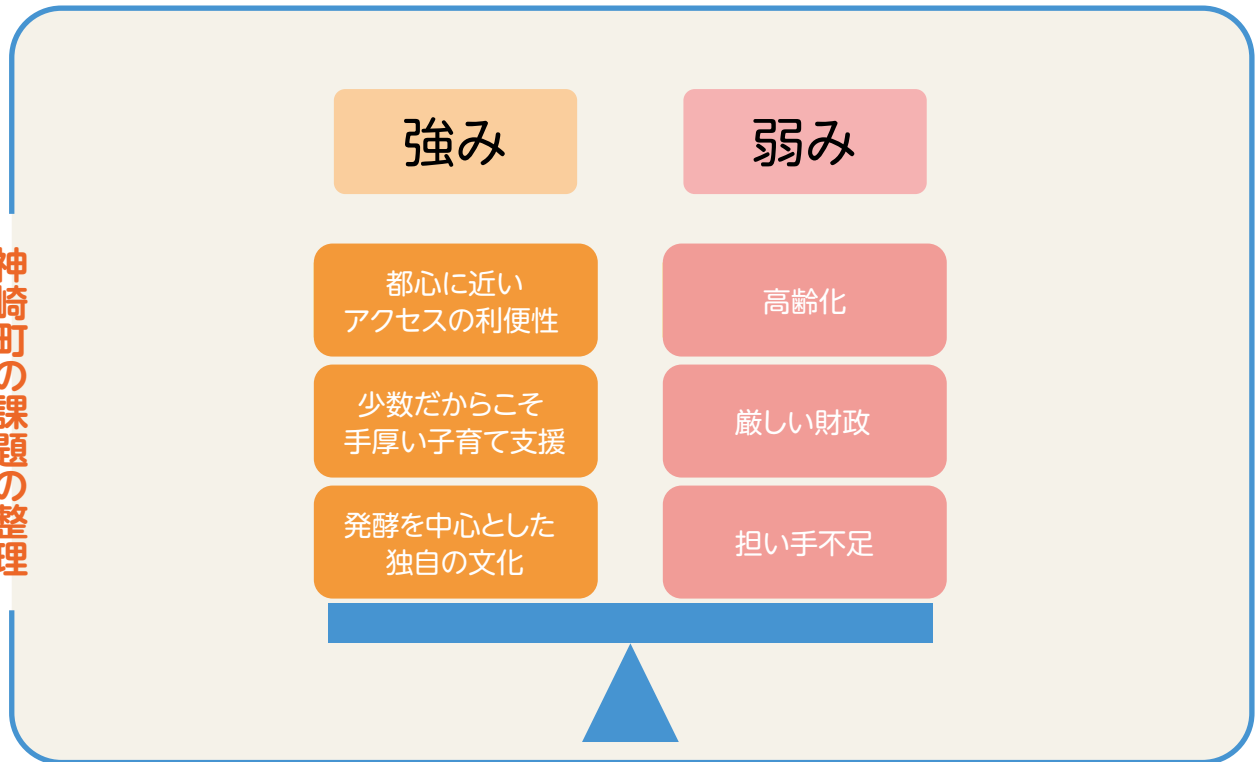 神崎町の課題の整理
強み
都心に近い
アクセスの利便性
少数だからこそ
手厚い子育て支援
発酵を中心とした
独自の文化
弱み
高齢化
厳しい財政
担い手不足